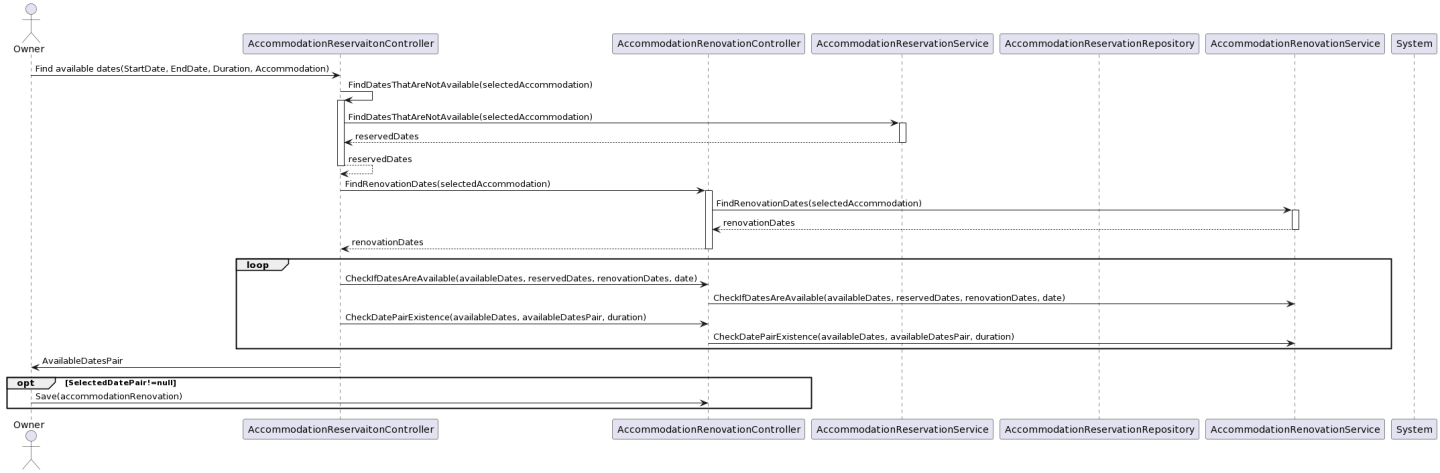 Owner
AccommodationReservaitonController
AccommodationRenovationController
AccommodationReservationService
AccommodationReservationRepository
AccommodationRenovationService
System
Find available dates(StartDate, EndDate, Duration, Accommodation)
FindDatesThatAreNotAvailable(selectedAccommodation)
FindDatesThatAreNotAvailable(selectedAccommodation)
reservedDates
reservedDates
FindRenovationDates(selectedAccommodation)
FindRenovationDates(selectedAccommodation)
renovationDates
renovationDates
loop
CheckIfDatesAreAvailable(availableDates, reservedDates, renovationDates, date)
CheckIfDatesAreAvailable(availableDates, reservedDates, renovationDates, date)
CheckDatePairExistence(availableDates, availableDatesPair, duration)
CheckDatePairExistence(availableDates, availableDatesPair, duration)
AvailableDatesPair
opt [SelectedDatePair!=null]
Save(accommodationRenovation)
Owner
AccommodationReservaitonController
AccommodationRenovationController
AccommodationReservationService
AccommodationReservationRepository
AccommodationRenovationService
System